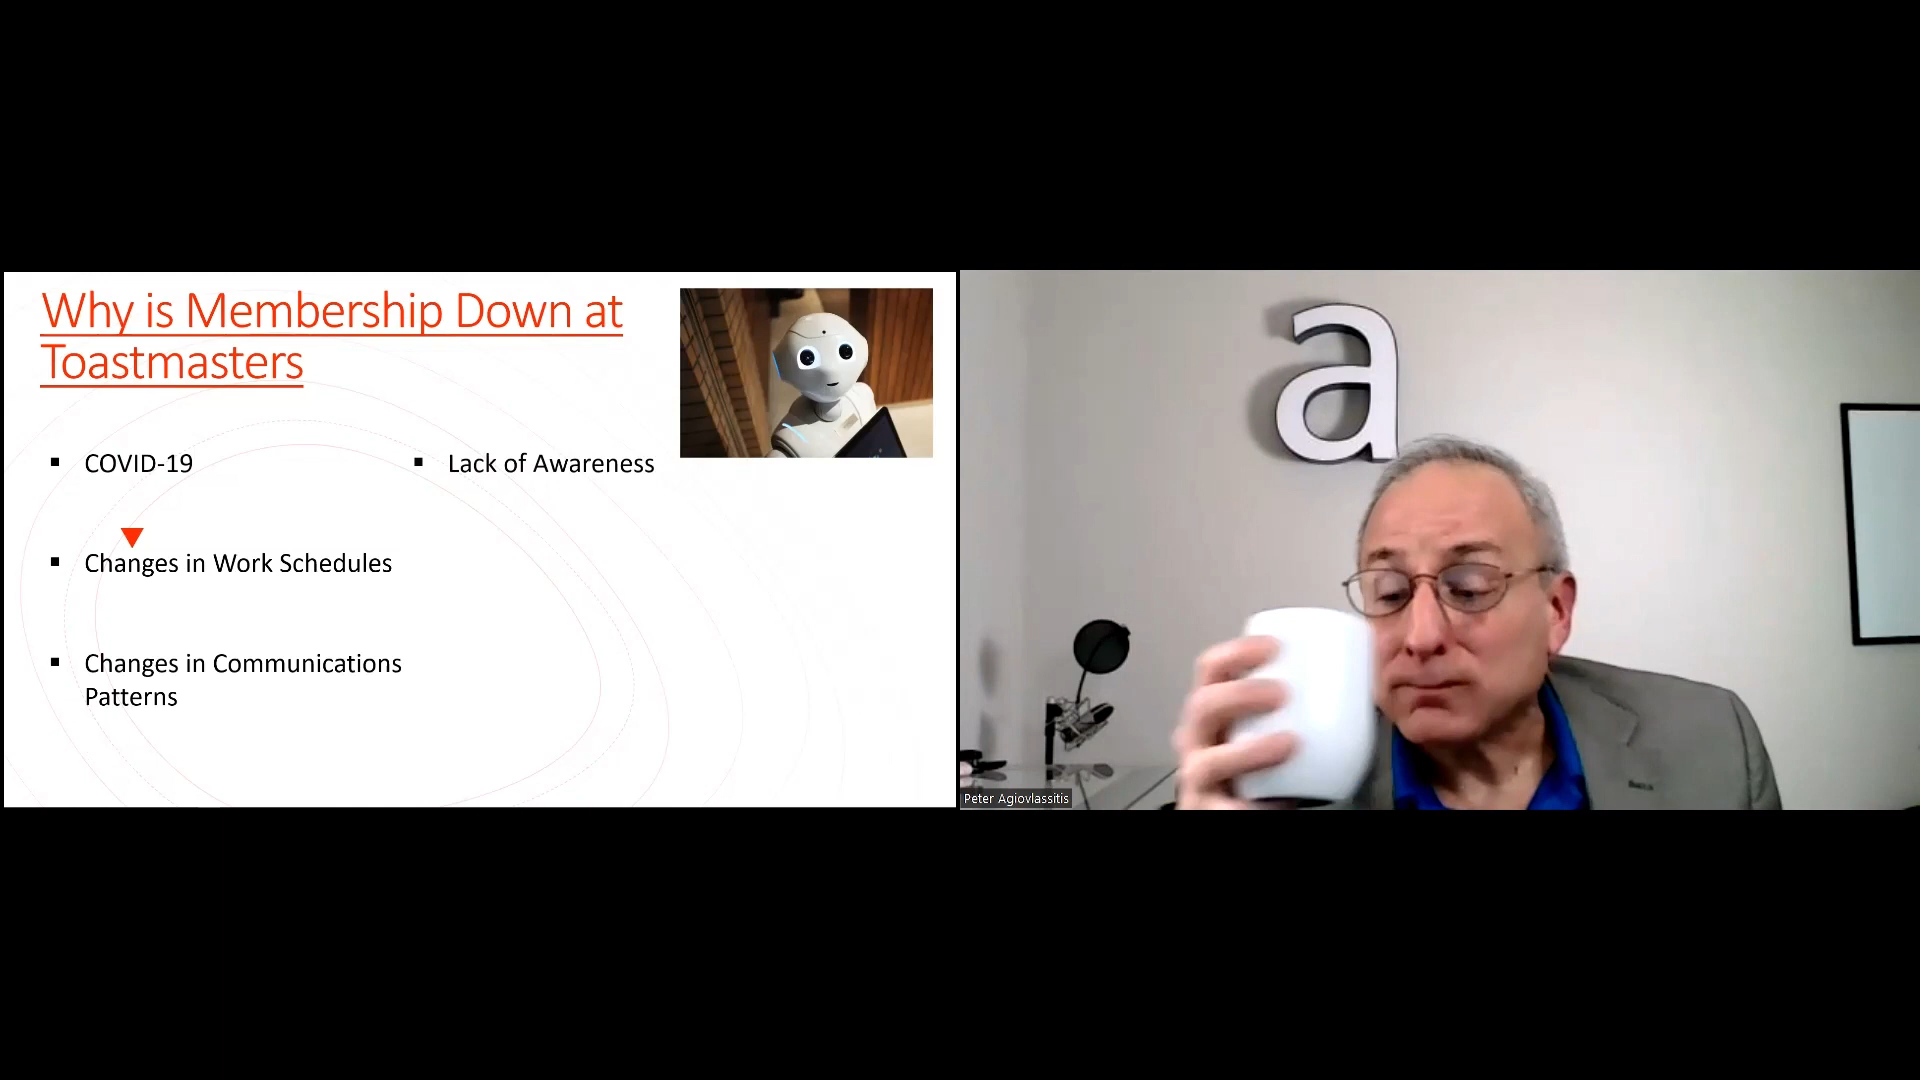 Why is Membership Down at
Toastmasters
COVID-19
Changes in Work Schedules
Changes in Communications
Patterns
Lack of Awareness
a
Peter Agiovlassitis